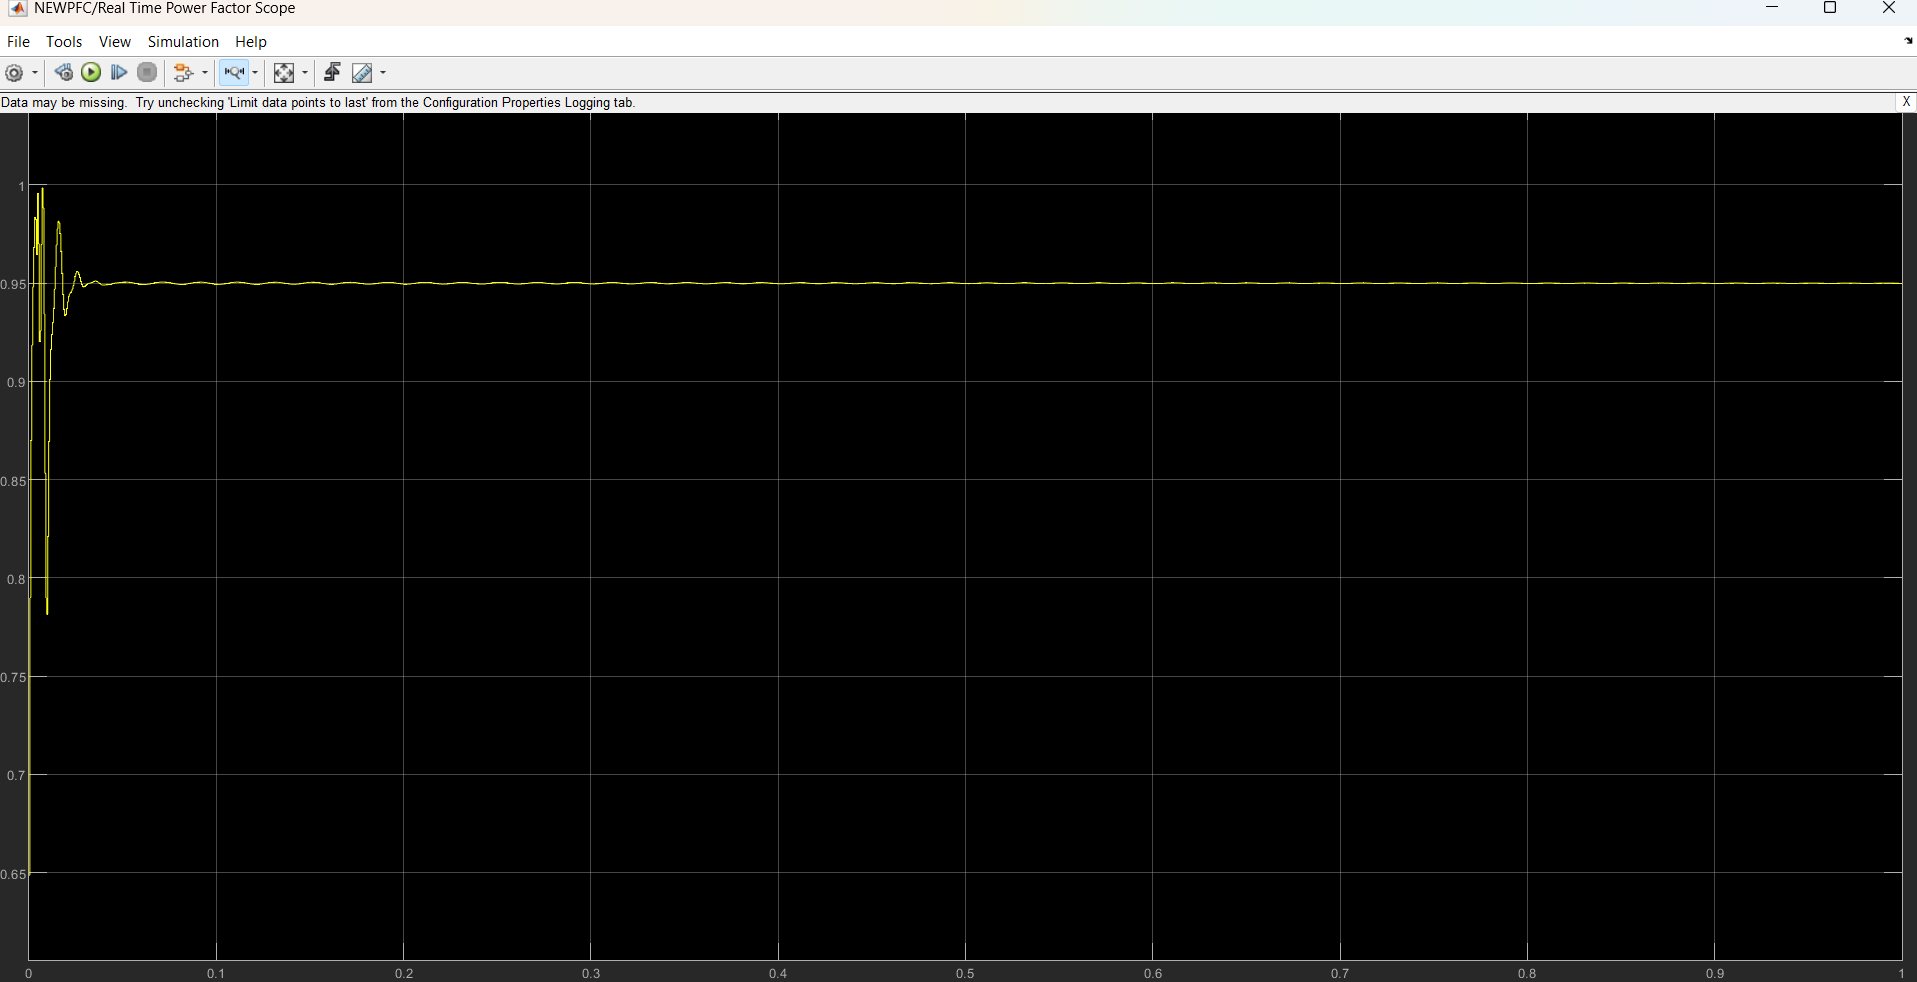 NEWPFC/Real Time Power Factor Scope
File Tools View Simulation Help
Data may be missing. Try unchecking 'Limit data points to last' from the Configuration Properties Logging tab.
X
1
0.95
0.9
0.85
0.8
0.75
0.7
0.65
0 0.1 0.2 0.3 0.4 0.5 0.6 0.7 0.8 0.9 1